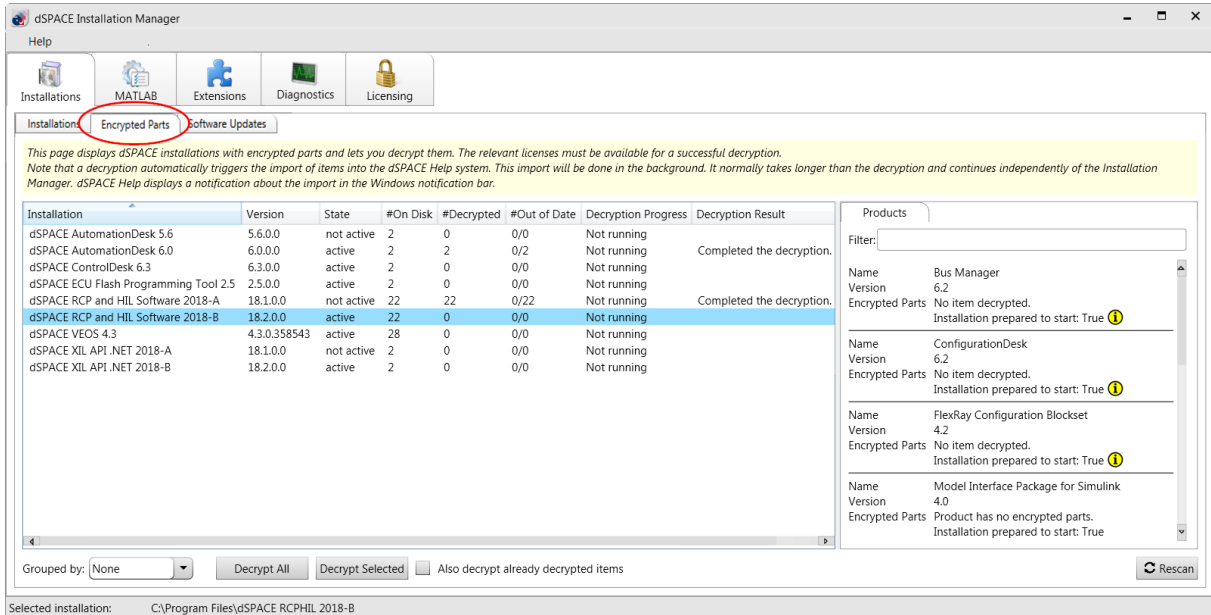 dSPACE Installation Manager
Help
Installations MATLAB Extensions Diagnostics Licensing
Installations Encrypted Parts Software Updates
This page displays dSPACE installations with encrypted parts and lets you decrypt them. The relevant licenses must be available for a successful decryption.
Note that a decryption automatically triggers the import of items into the dSPACE Help system. This import will be done in the background. It normally takes longer than the decryption and continues independently of the Installation
Manager. dSPACE Help displays a notification about the import in the Windows notification bar.
Installation Version State #On Disk #Decrypted #Out of Date Decryption Progress Decryption Result
dSPACE AutomationDesk 5.6 5.6.0.0 not active 2 0 0/0 Not running
dSPACE AutomationDesk 6.0 6.0.0.0 active 2 2 0/2 Not running Completed the decryption.
dSPACE ControlDesk 6.3 6.3.0.0 active 2 0 0/0 Not running
dSPACE ECU Flash Programming Tool 2.5 2.5.0.0 active 2 0 0/0 Not running
dSPACE RCP and HIL Software 2018-A 18.1.0.0 not active 22 22 0/22 Not running Completed the decryption.
dSPACE RCP and HIL Software 2018-B 18.2.0.0 active 22 0 0/0 Not running
dSPACE VEOS 4.3 4.3.0.358543 active 28 0 0/0 Not running
dSPACE XIL API .NET 2018-A 18.1.0.0 not active 2 0 0/0 Not running
dSPACE XIL API .NET 2018-B 18.2.0.0 active 2 0 0/0 Not running
Products
Filter:
Name Bus Manager
Version 6.2
Encrypted Parts No item decrypted.
Installation prepared to start: True
Name ConfigurationDesk
Version 6.2
Encrypted Parts No item decrypted.
Installation prepared to start: True
Name FlexRay Configuration Blockset
Version 4.2
Encrypted Parts No item decrypted.
Installation prepared to start: True
Name Model Interface Package for Simulink
Version 4.0
Encrypted Parts Product has no encrypted parts.
Installation prepared to start: True
Grouped by: None Decrypt All Decrypt Selected Also decrypt already decrypted items Rescan
Selected installation: C:\Program Files\dSPACE RCPHIL 2018-B